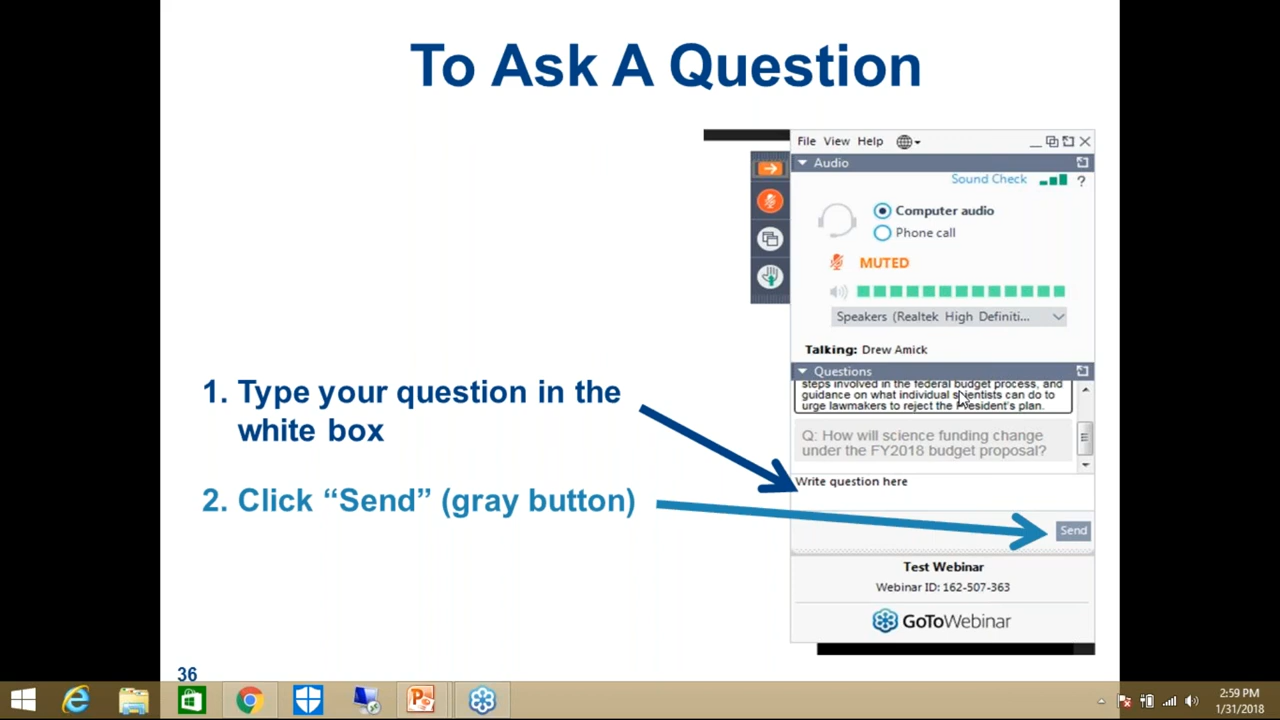 To Ask A Question
File View Help
Audio
Sound Check
?
Computer audio
Phone call
MUTED
Speakers (Realtek High Definiti...
Talking: Drew Amick
Questions
steps involved in the federal budget process, and
guidance on what individual scientists can do to
urge lawmakers to reject the President's plan.
Q: How will science funding change
under the FY2018 budget proposal?
Write question here
Send
Test Webinar
Webinar ID: 162-507-363
GoToWebinar
1. Type your question in the
white box
2. Click “Send” (gray button)
36
2:59 PM
1/31/2018